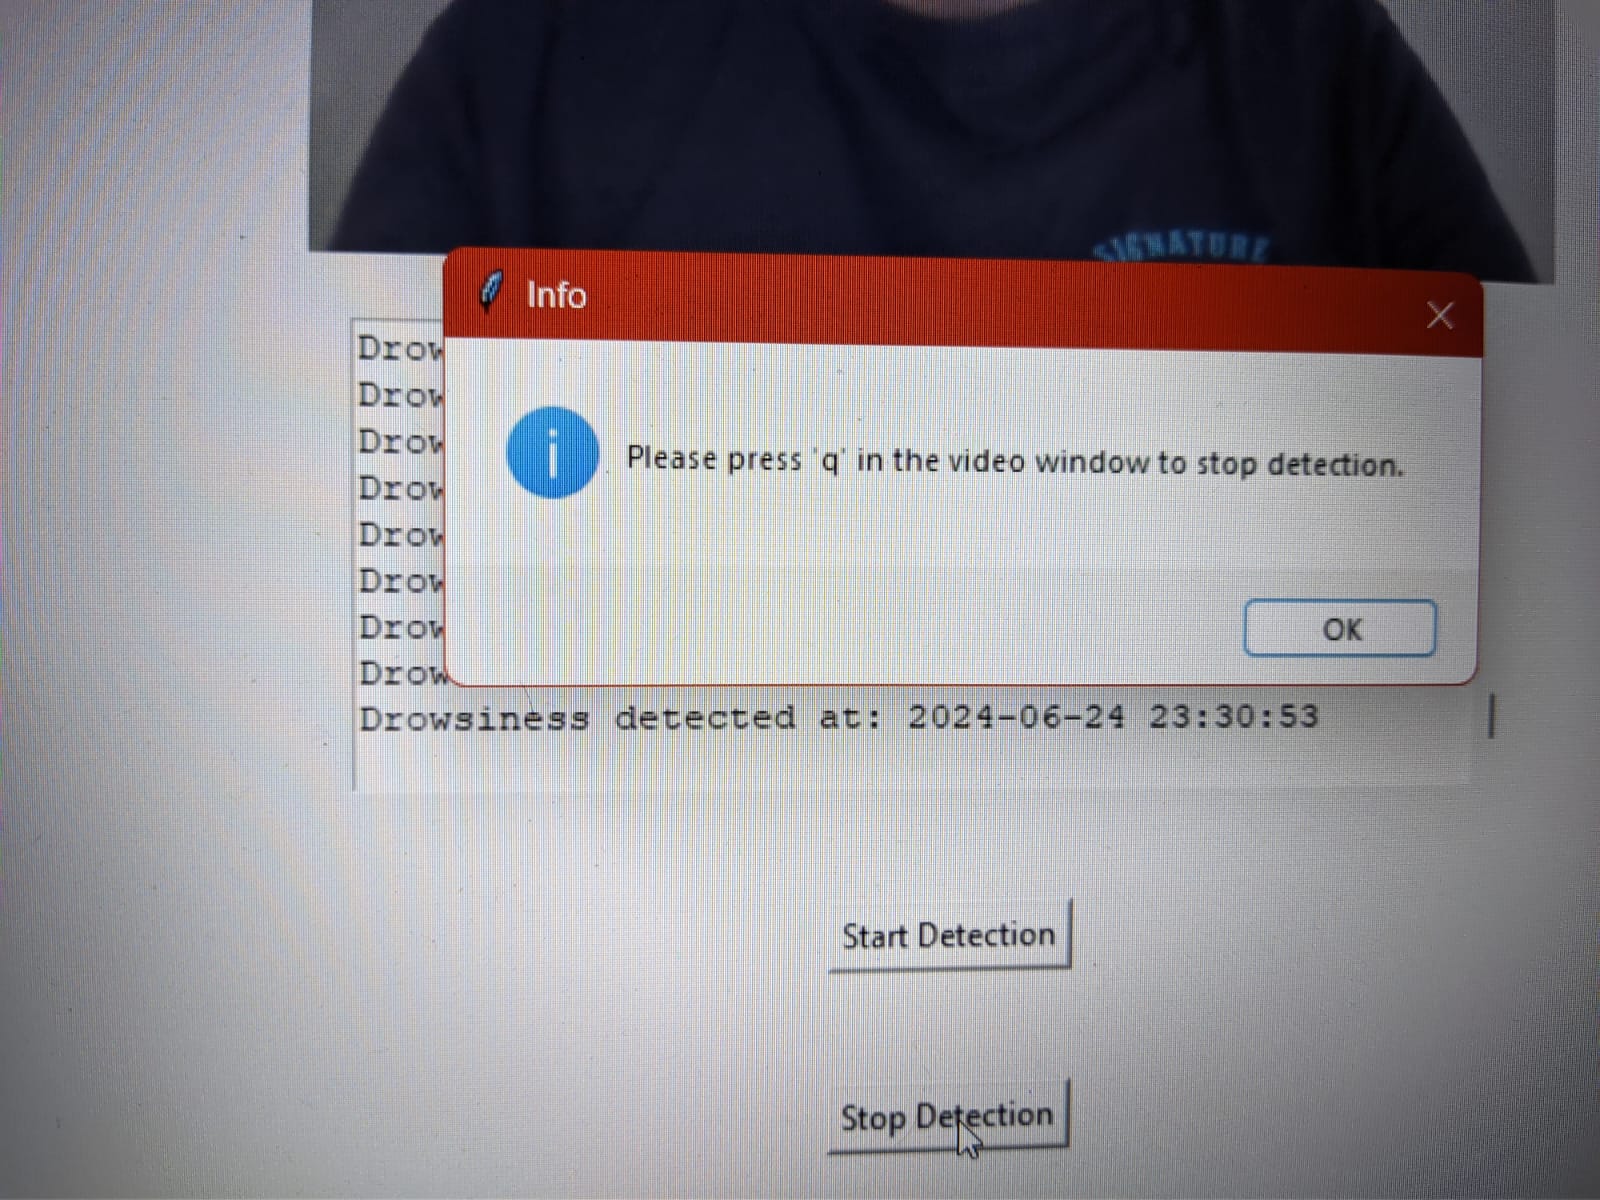 SIGNATURE
Info
Drow
Drow
Drow
Drow
Drow
Drow
Drow
Drow
Please press 'q' in the video window to stop detection.
OK
Drowsiness detected at: 2024-06-24 23:30:53
Start Detection
Stop Detection